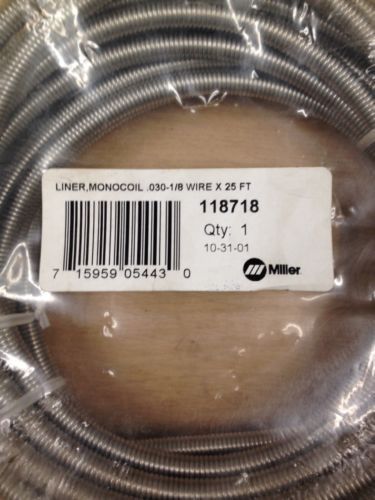 LINER,MONOCOIL .030-1/8 WIRE X 25 FT
118718
Qty: 1
10-31-01
7 15959 05443 0
Miller